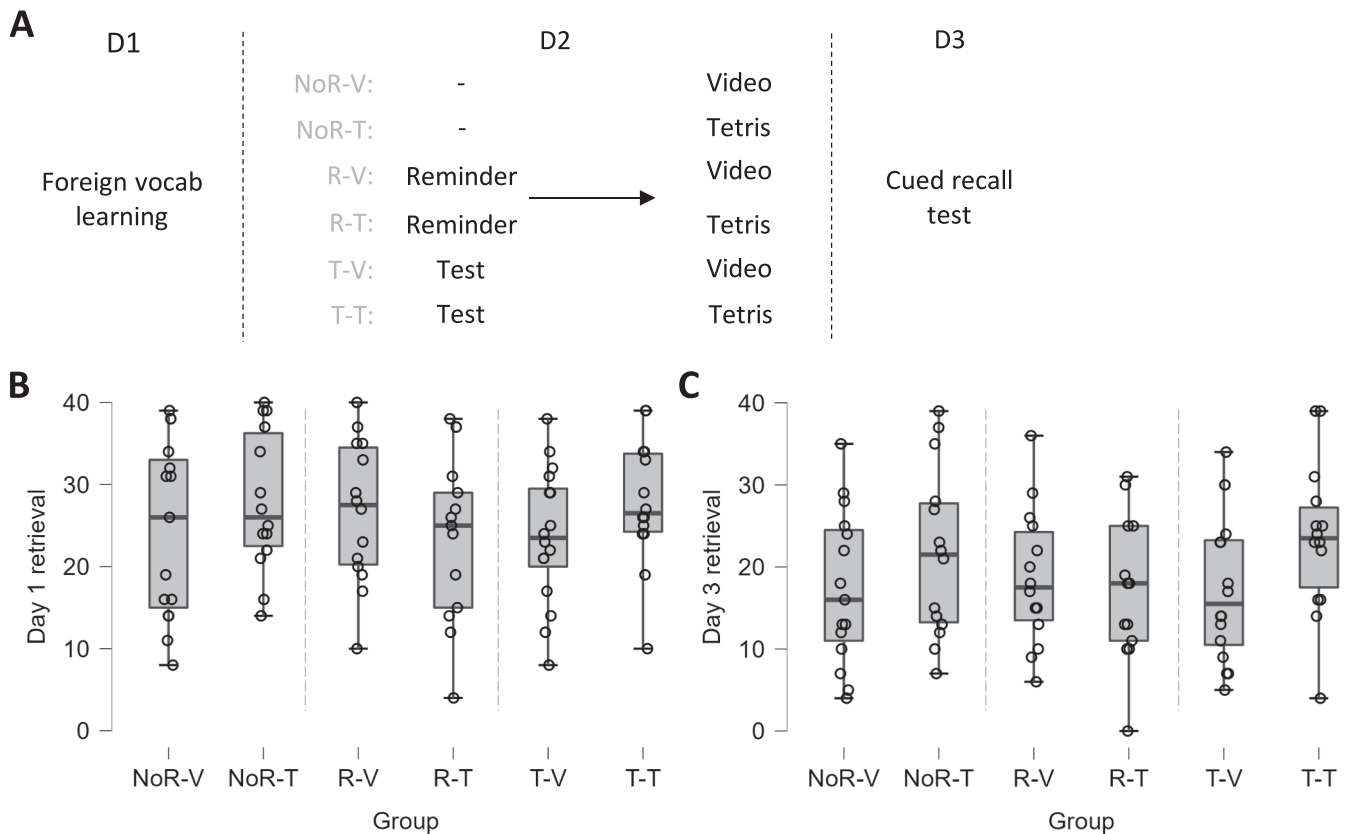 A
D1 D2 D3
NoR-V: - Video
NoR-T: - Tetris
R-V: Reminder Video
Foreign vocab learning
Cued recall test
R-T: Reminder Tetris
T-V: Test Video
T-T: Test Tetris
B
Day 1 retrieval
40
30
20
10
0
NoR-V NoR-T R-V R-T T-V T-T
Group
C
Day 3 retrieval
40
30
20
10
0
NoR-V NoR-T R-V R-T T-V T-T
Group